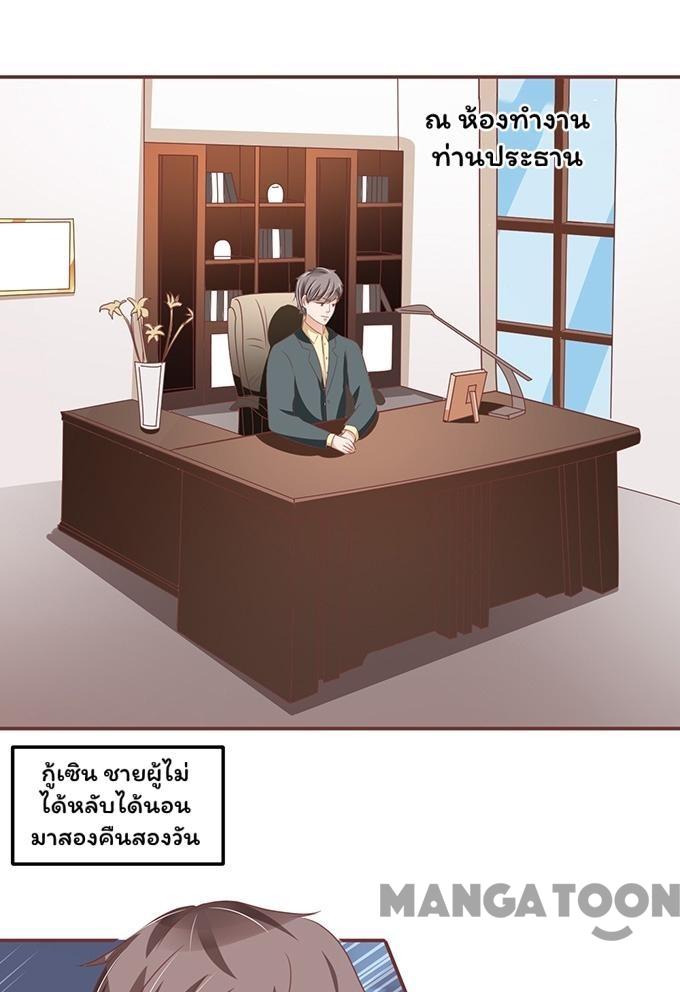 ณ ห้องทำงาน
ท่านประธาน
กู้เซิน ชายผู้ไม่
ได้หลับได้นอน
มาสองคืนสองวัน
MANGATOON